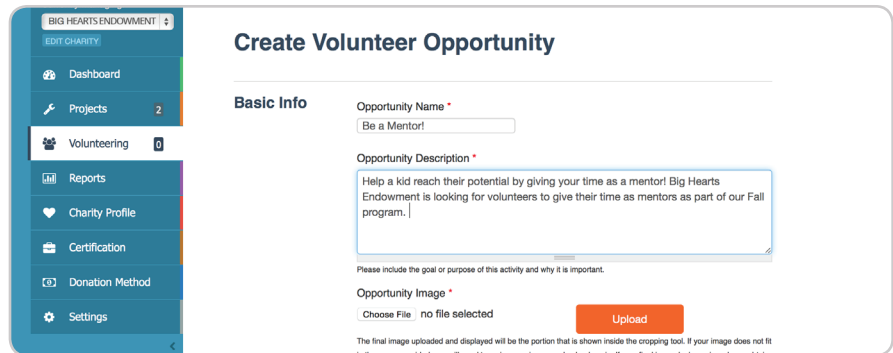 BIG HEARTS ENDOWMENT
EDIT CHARITY
Dashboard
Projects 2
Volunteering 0
Reports
Charity Profile
Certification
Donation Method
Settings
Create Volunteer Opportunity
Basic Info
Opportunity Name *
Be a Mentor!
Opportunity Description *
Help a kid reach their potential by giving your time as a mentor! Big Hearts
Endowment is looking for volunteers to give their time as mentors as part of our Fall
program.
Please include the goal or purpose of this activity and why it is important.
Opportunity Image *
Choose File no file selected
Upload
The final image uploaded and displayed will be the portion that is shown inside the cropping tool. If your image does not fit